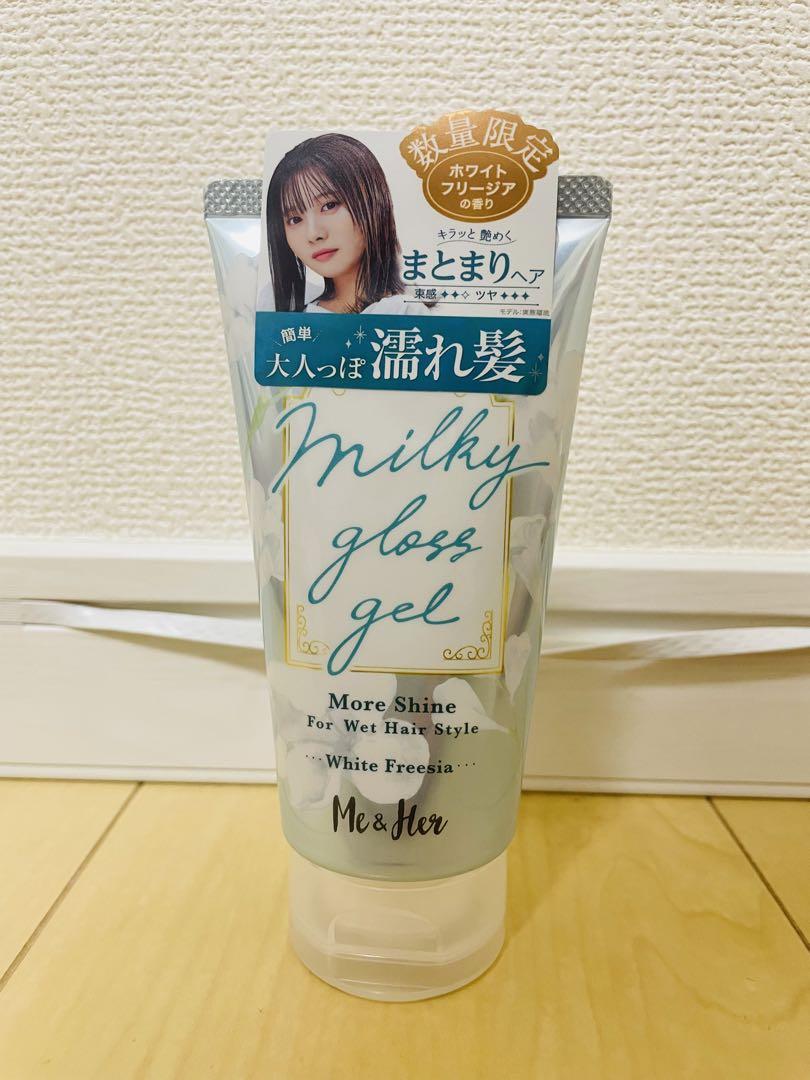 数量限定
ホワイト
フリージア
の香り
キラッと 艶めく
まとまりヘア
束感 ✦✦✧ ツヤ ✦✦✦
簡単
大人っぽ濡れ髪
milky
gloss
gel
More Shine
For Wet Hair Style
···White Freesia···
Me & Her